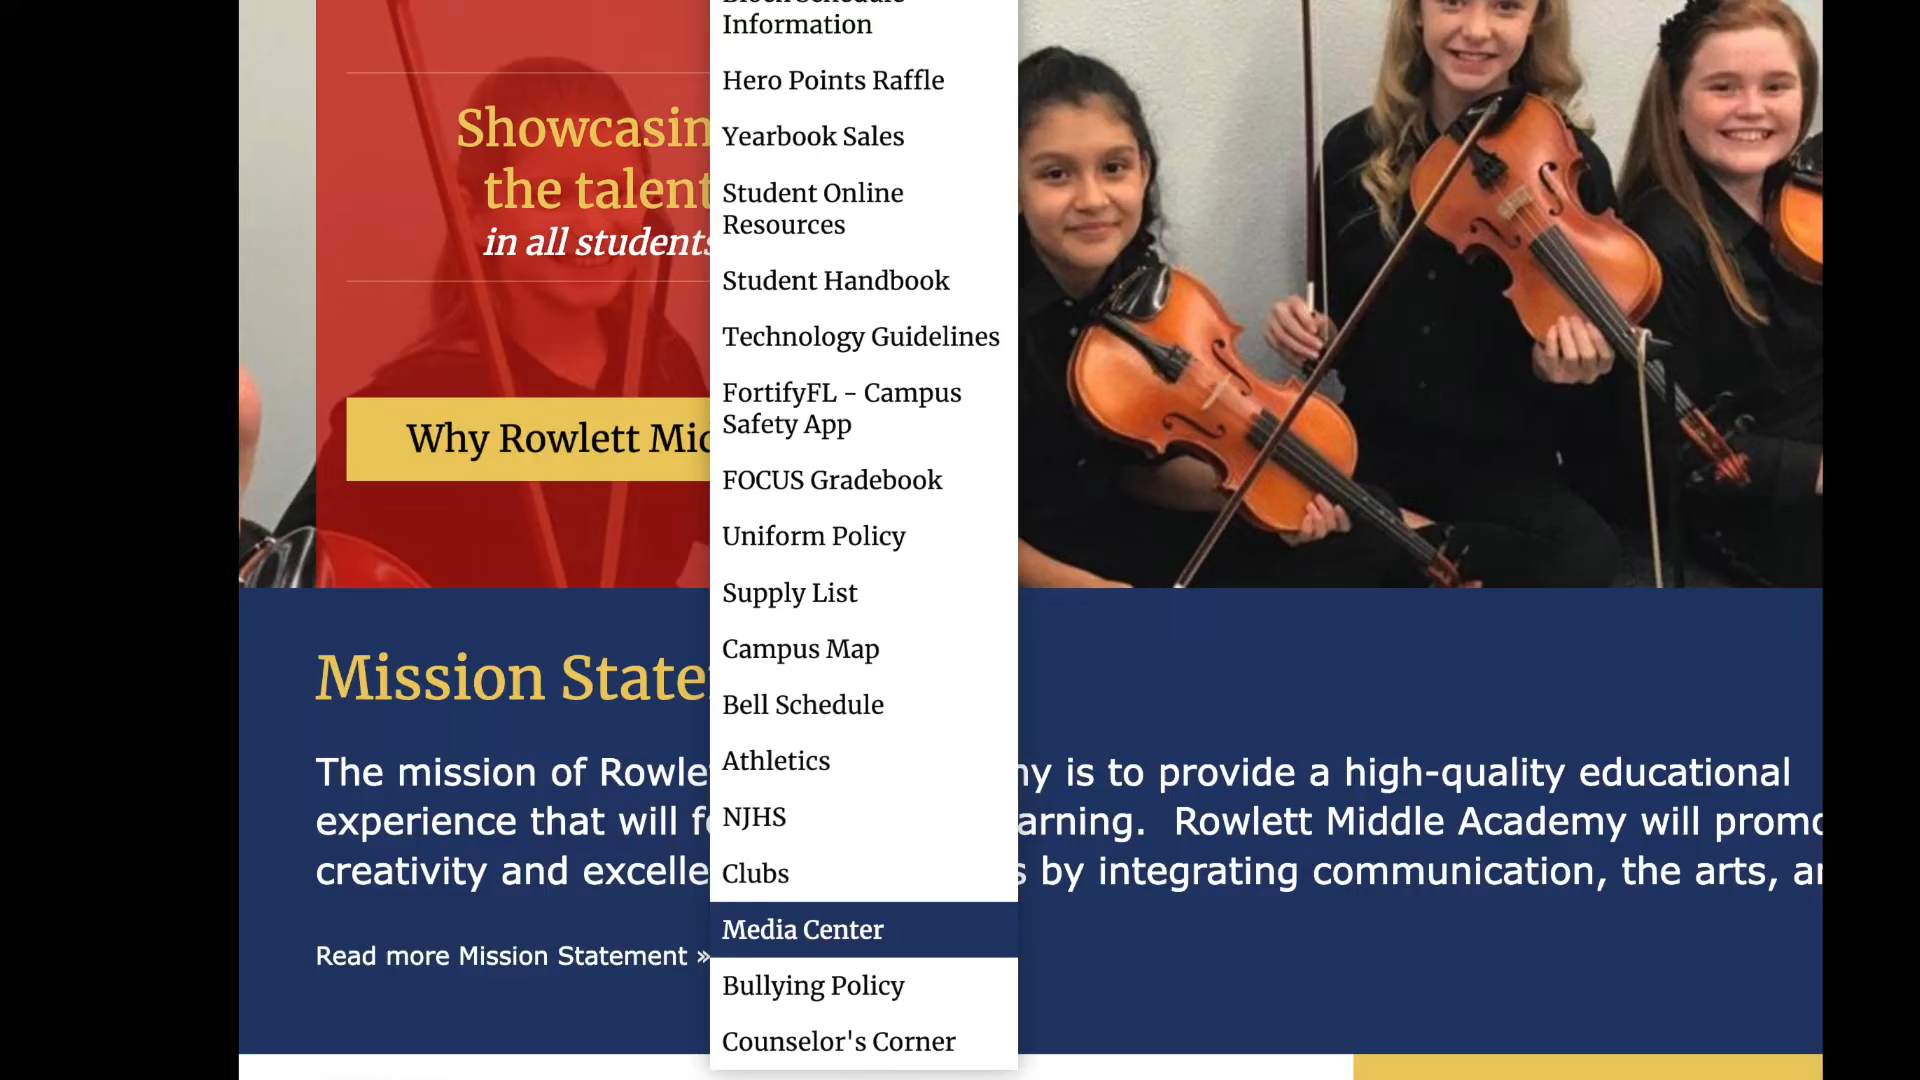 Information
Hero Points Raffle
Yearbook Sales
Student Online
Resources
Student Handbook
Technology Guidelines
FortifyFL - Campus
Safety App
FOCUS Gradebook
Uniform Policy
Supply List
Campus Map
Bell Schedule
Athletics
NJHS
Clubs
Media Center
Bullying Policy
Counselor's Corner
Showcasin
the talent
in all students
Why Rowlett Mid
Mission State
The mission of Rowle ny is to provide a high-quality educational
experience that will fo arning. Rowlett Middle Academy will promo
creativity and excelle s by integrating communication, the arts, an
Read more Mission Statement »